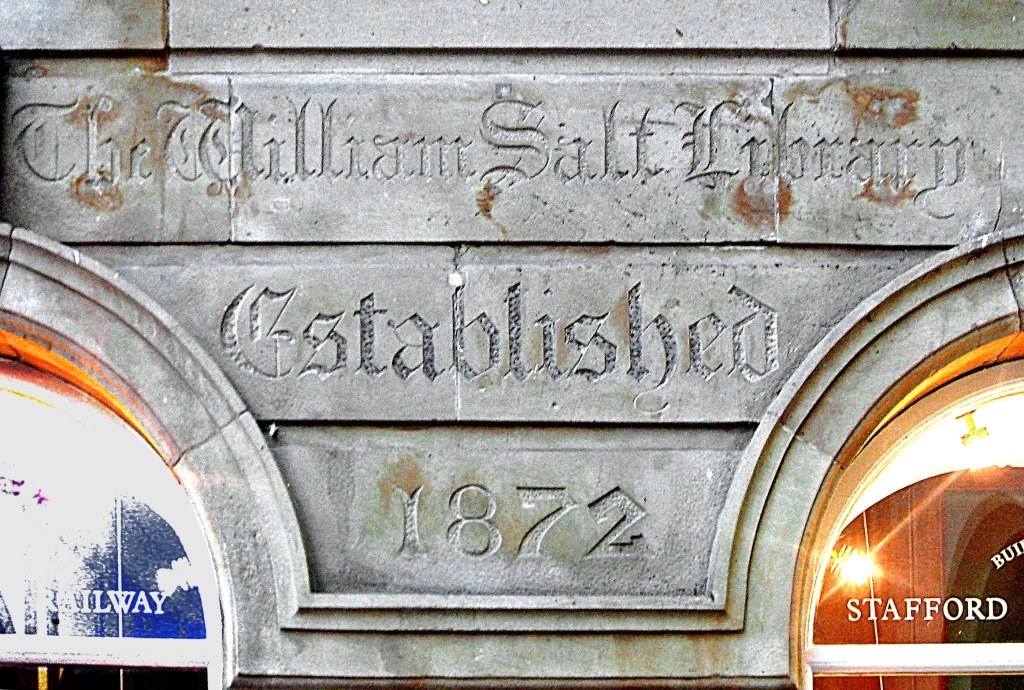 The William Salt Library
Established
1872
RAILWAY
STAFFORD